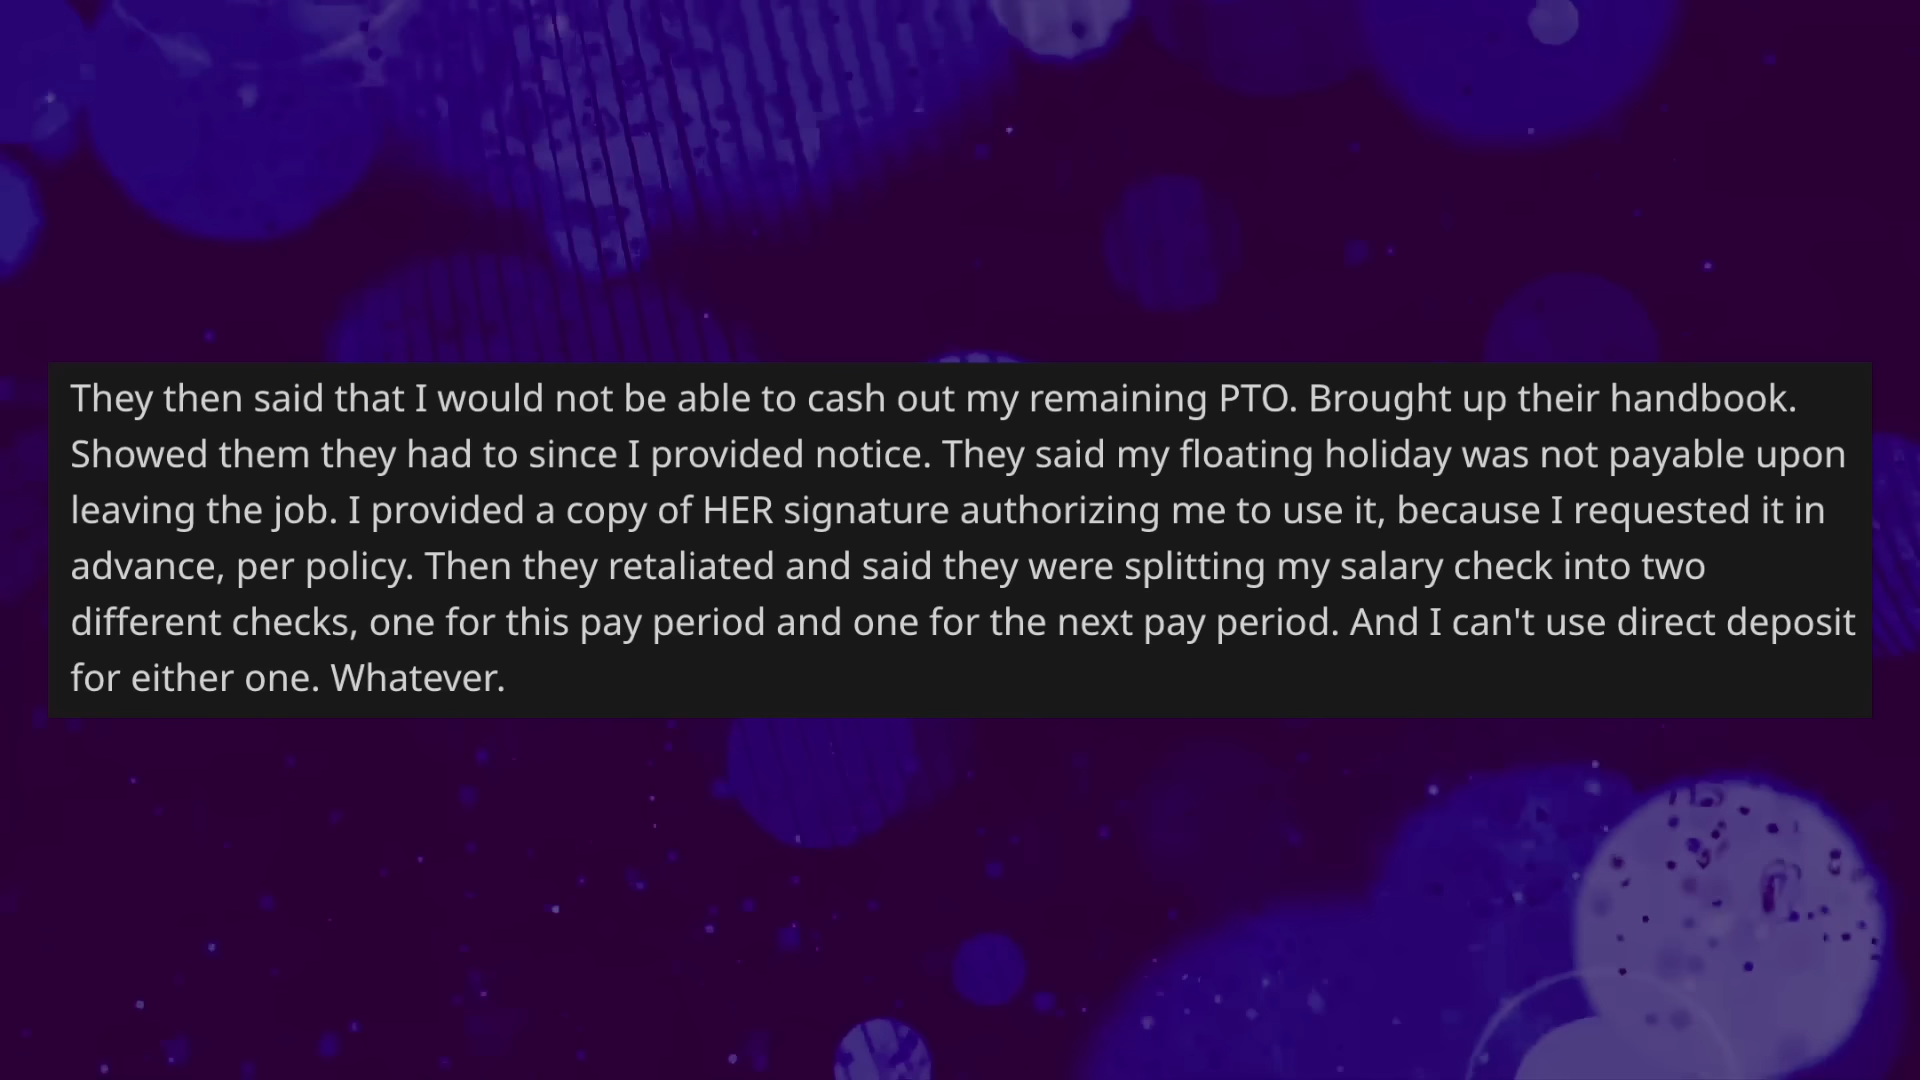 They then said that I would not be able to cash out my remaining PTO. Brought up their handbook.
Showed them they had to since I provided notice. They said my floating holiday was not payable upon
leaving the job. I provided a copy of HER signature authorizing me to use it, because I requested it in
advance, per policy. Then they retaliated and said they were splitting my salary check into two
different checks, one for this pay period and one for the next pay period. And I can't use direct deposit
for either one. Whatever.